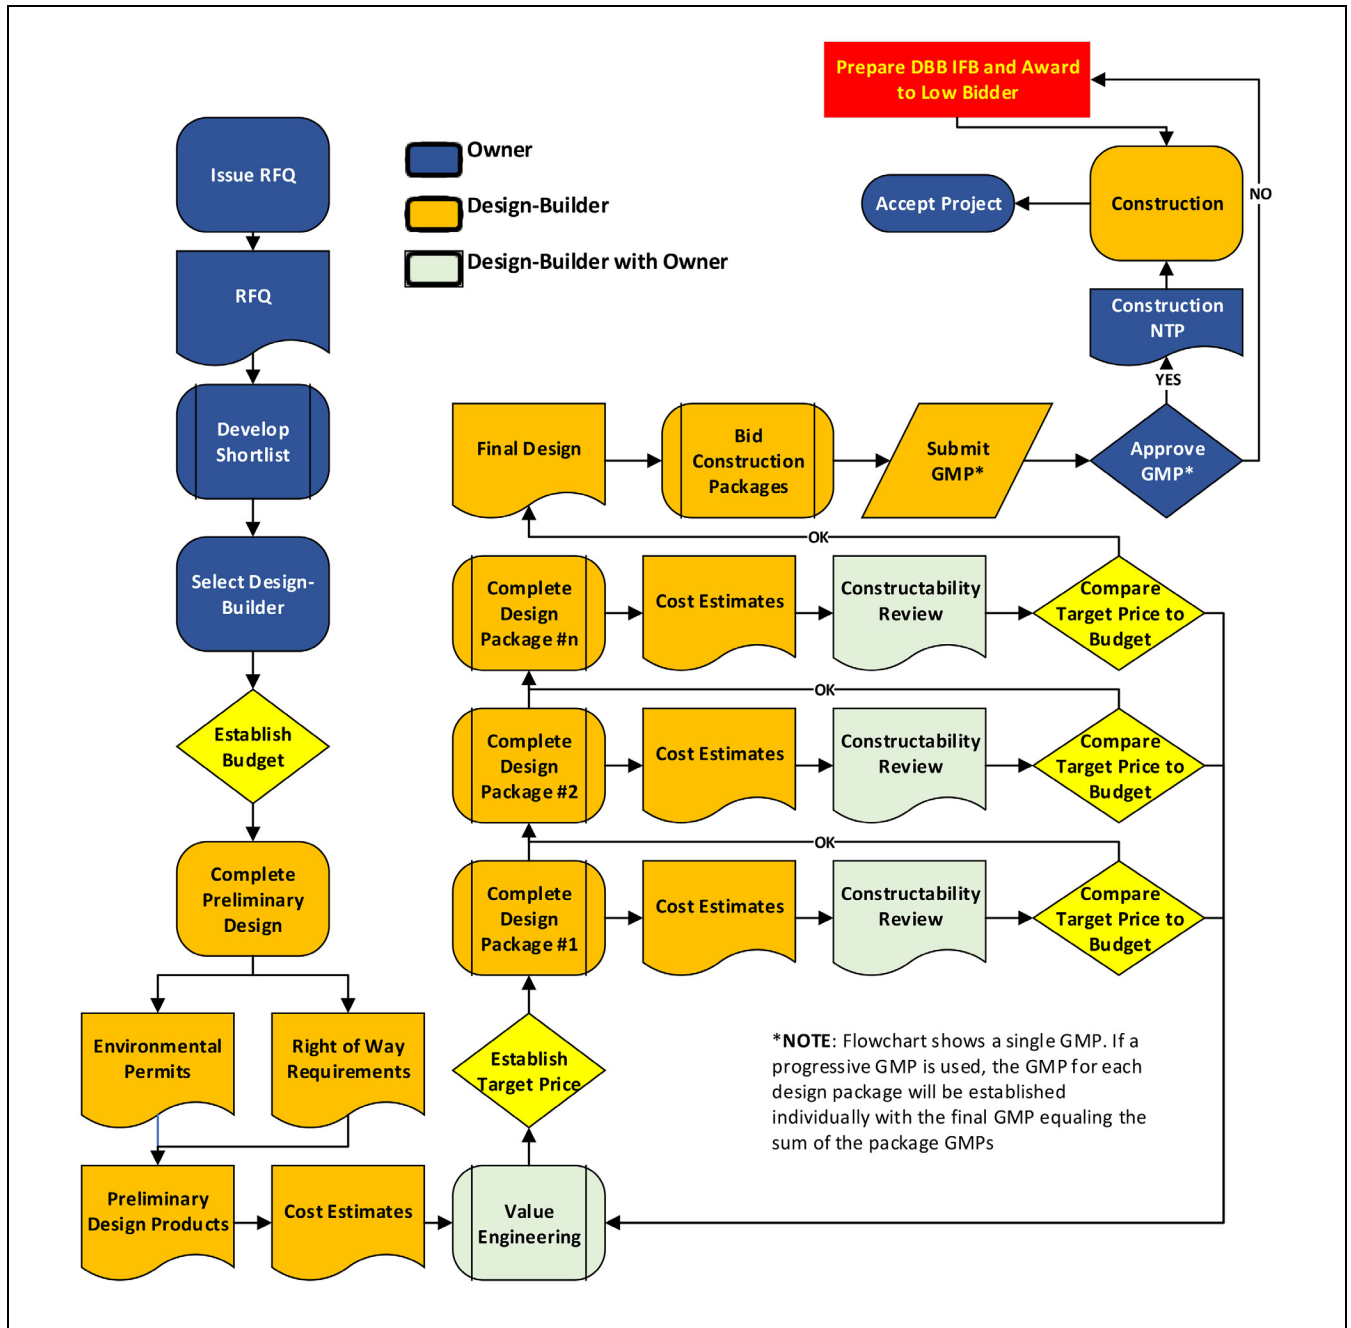 Prepare DBB IFB and Award
to Low Bidder
Issue RFQ
Owner
Design-Builder
Design-Builder with Owner
Accept Project
Construction
NO
RFQ
Construction
NTP
YES
Develop
Shortlist
Final Design
Bid
Construction
Packages
Submit
GMP*
Approve
GMP*
OK
Select Design-
Builder
Complete
Design
Package #n
Cost Estimates
Constructability
Review
Compare
Target Price to
Budget
OK
Establish
Budget
Complete
Design
Package #2
Cost Estimates
Constructability
Review
Compare
Target Price to
Budget
OK
Complete
Preliminary
Design
Complete
Design
Package #1
Cost Estimates
Constructability
Review
Compare
Target Price to
Budget
Environmental
Permits
Right of Way
Requirements
Establish
Target Price
*NOTE: Flowchart shows a single GMP. If a
progressive GMP is used, the GMP for each
design package will be established
individually with the final GMP equaling the
sum of the package GMPs
Preliminary
Design Products
Cost Estimates
Value
Engineering